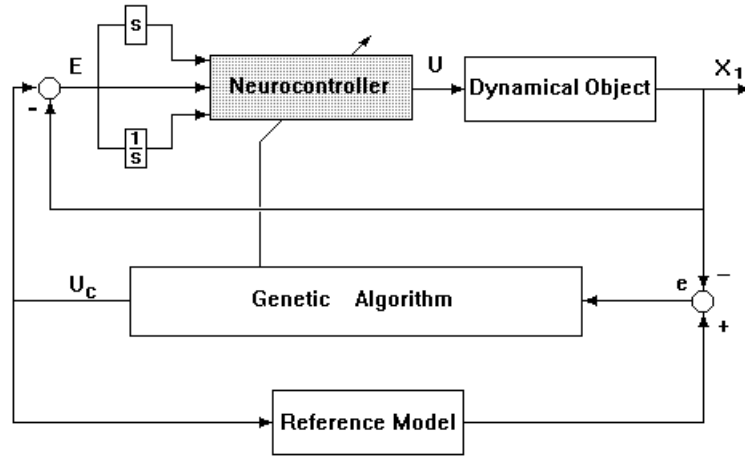 s
E
Neurocontroller
U
Dynamical Object
X1
-
1
s
Uc
Genetic Algorithm
e
−
+
Reference Model